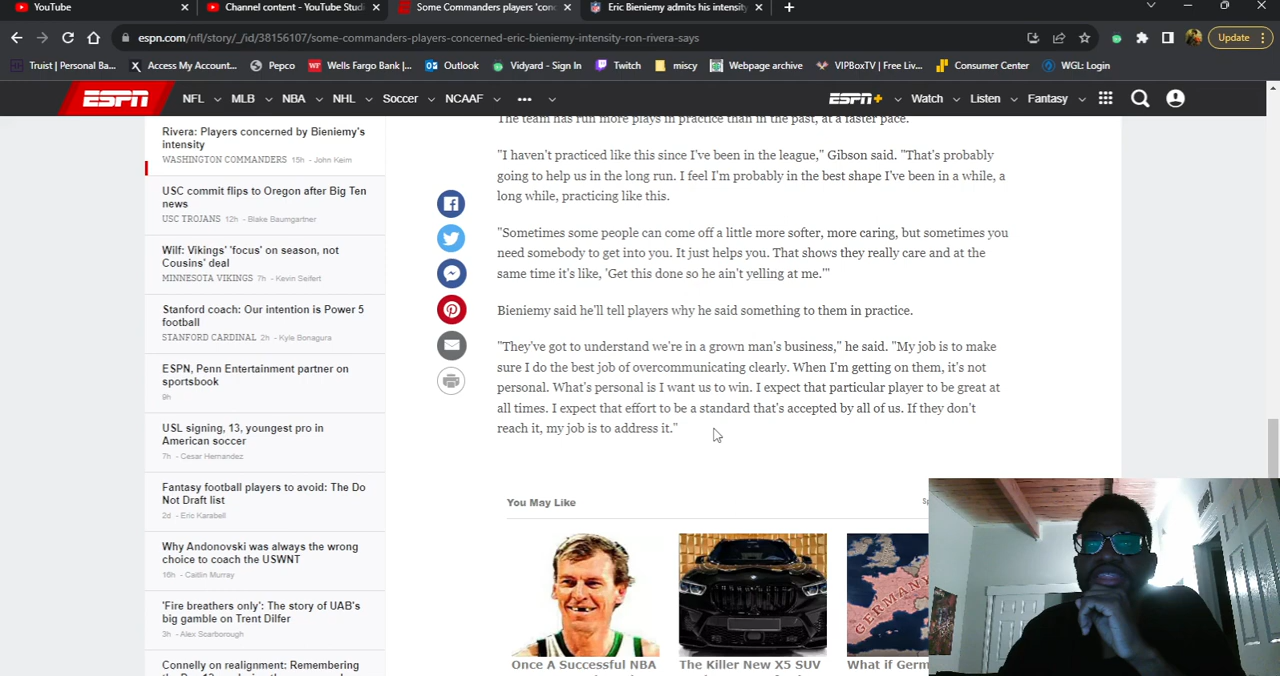 YouTube
Channel content - YouTube Studi
Some Commanders players 'conc
Eric Bieniemy admits his intensity
espn.com/nfl/story/_/id/38156107/some-commanders-players-concerned-eric-bieniemy-intensity-ron-rivera-says
Update
Truist | Personal Ba...
Access My Account...
Pepco
Wells Fargo Bank |...
Outlook
Vidyard - Sign In
Twitch
miscy
Webpage archive
VIPBoxTV | Free Liv...
Consumer Center
WGL: Login
ESPN
NFL
MLB
NBA
NHL
Soccer
NCAAF
•••
ESPN+
Watch
Listen
Fantasy
Rivera: Players concerned by Bieniemy's
intensity
WASHINGTON COMMANDERS 15h - John Keim
USC commit flips to Oregon after Big Ten
news
USC TROJANS 12h - Blake Baumgartner
Wilf: Vikings' 'focus' on season, not
Cousins' deal
MINNESOTA VIKINGS 7h - Kevin Seifert
Stanford coach: Our intention is Power 5
football
STANFORD CARDINAL 2h - Kyle Bonagura
ESPN, Penn Entertainment partner on
sportsbook
9h
USL signing, 13, youngest pro in
American soccer
7h - Cesar Hernandez
Fantasy football players to avoid: The Do
Not Draft list
2d - Eric Karabell
Why Andonovski was always the wrong
choice to coach the USWNT
16h - Caitlin Murray
'Fire breathers only': The story of UAB's
big gamble on Trent Dilfer
3h - Alex Scarborough
Connelly on realignment: Remembering
The team has run more plays in practice than in the past, at a faster pace.
"I haven't practiced like this since I've been in the league," Gibson said. "That's probably
going to help us in the long run. I feel I'm probably in the best shape I've been in a while, a
long while, practicing like this.
"Sometimes some people can come off a little more softer, more caring, but sometimes you
need somebody to get into you. It just helps you. That shows they really care and at the
same time it's like, 'Get this done so he ain't yelling at me.'"
Bieniemy said he'll tell players why he said something to them in practice.
"They've got to understand we're in a grown man's business," he said. "My job is to make
sure I do the best job of overcommunicating clearly. When I'm getting on them, it's not
personal. What's personal is I want us to win. I expect that particular player to be great at
all times. I expect that effort to be a standard that's accepted by all of us. If they don't
reach it, my job is to address it."
You May Like
GERMANY
Once A Successful NBA
The Killer New X5 SUV
What if Germ